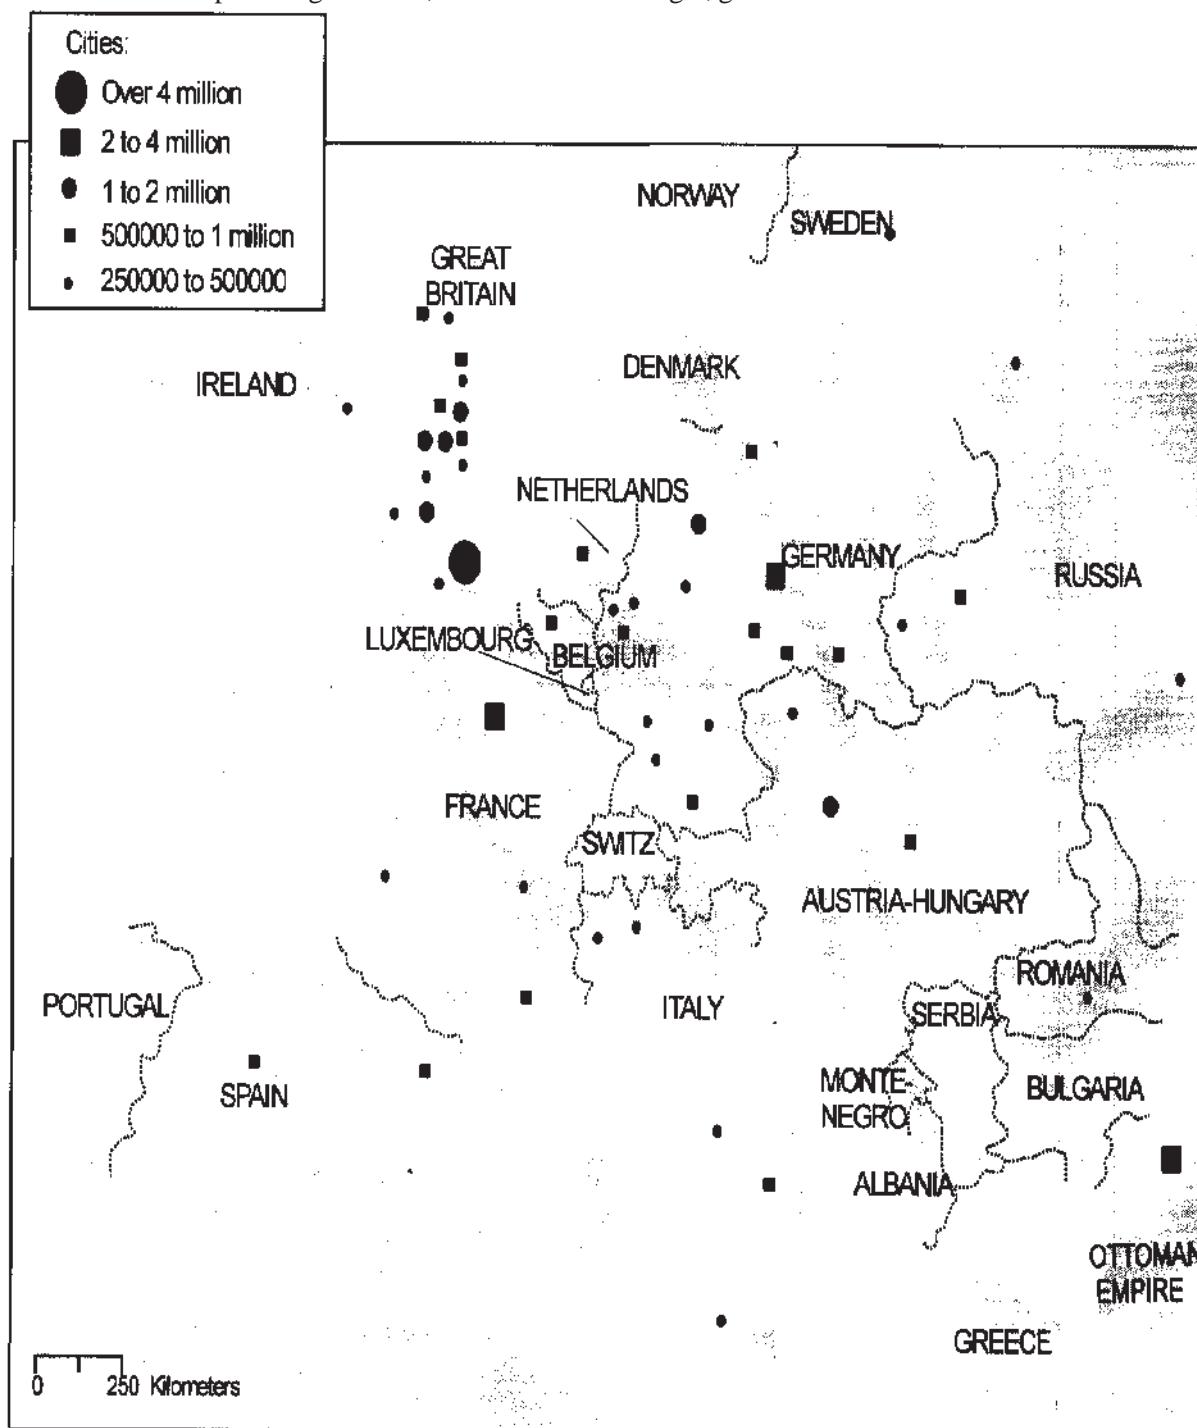 Cities:
Over 4 million
2 to 4 million
1 to 2 million
500000 to 1 million
250000 to 500000
NORWAY
SWEDEN
GREAT
BRITAIN
IRELAND
DENMARK
NETHERLANDS
GERMANY
RUSSIA
LUXEMBOURG
BELGIUM
FRANCE
SWITZ
AUSTRIA-HUNGARY
ROMANIA
PORTUGAL
ITALY
SERBIA
SPAIN
MONTE-
NEGRO
BULGARIA
ALBANIA
OTTOMAN
EMPIRE
GREECE
0 250 Kilometers